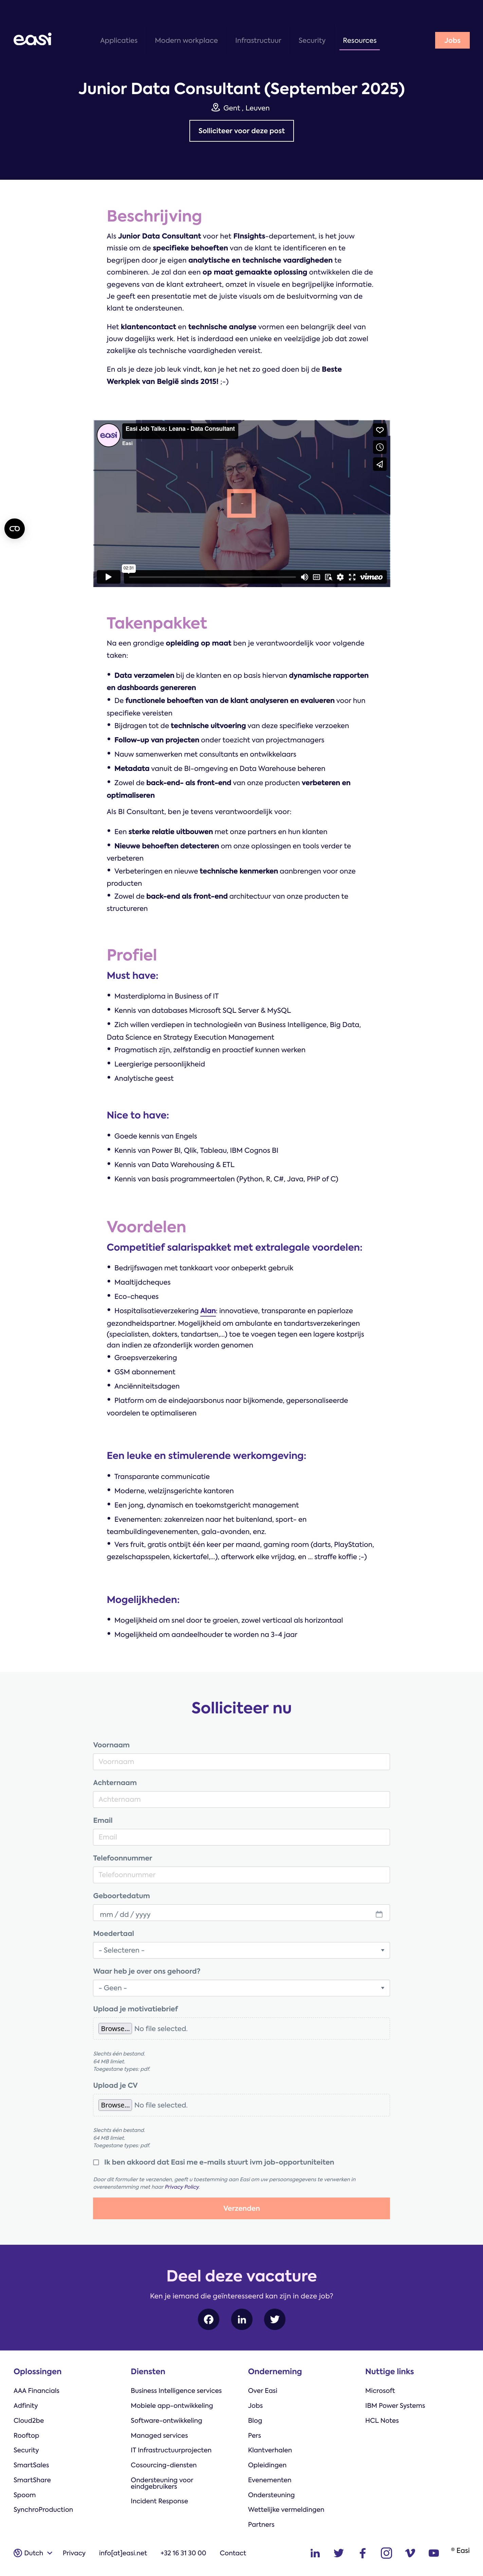 easi
Applicaties
Modern workplace
Infrastructuur
Security
Resources
Jobs
Junior Data Consultant (September 2025)
Gent , Leuven
Solliciteer voor deze post
Beschrijving
Als Junior Data Consultant voor het FInsights-departement, is het jouw
missie om de specifieke behoeften van de klant te identificeren en te
begrijpen door je eigen analytische en technische vaardigheden te
combineren. Je zal dan een op maat gemaakte oplossing ontwikkelen die de
gegevens van de klant extraheert, omzet in visuele en begrijpelijke informatie.
Je geeft een presentatie met de juiste visuals om de besluitvorming van de
klant te ondersteunen.
Het klantencontact en technische analyse vormen een belangrijk deel van
jouw dagelijks werk. Het is inderdaad een unieke en veelzijdige job dat zowel
zakelijke als technische vaardigheden vereist.
En als je deze job leuk vindt, kan je het net zo goed doen bij de Beste
Werkplek van België sinds 2015! ;-)
easi
Easi Job Talks: Leana - Data Consultant
Easi
02:31
vimeo
Takenpakket
Na een grondige opleiding op maat ben je verantwoordelijk voor volgende
taken:
• Data verzamelen bij de klanten en op basis hiervan dynamische rapporten
en dashboards genereren
• De functionele behoeften van de klant analyseren en evalueren voor hun
specifieke vereisten
• Bijdragen tot de technische uitvoering van deze specifieke verzoeken
• Follow-up van projecten onder toezicht van projectmanagers
• Nauw samenwerken met consultants en ontwikkelaars
• Metadata vanuit de BI-omgeving en Data Warehouse beheren
• Zowel de back-end- als front-end van onze producten verbeteren en
optimaliseren
Als BI Consultant, ben je tevens verantwoordelijk voor:
• Een sterke relatie uitbouwen met onze partners en hun klanten
• Nieuwe behoeften detecteren om onze oplossingen en tools verder te
verbeteren
• Verbeteringen en nieuwe technische kenmerken aanbrengen voor onze
producten
• Zowel de back-end als front-end architectuur van onze producten te
structureren
Profiel
Must have:
• Masterdiploma in Business of IT
• Kennis van databases Microsoft SQL Server & MySQL
• Zich willen verdiepen in technologieën van Business Intelligence, Big Data,
Data Science en Strategy Execution Management
• Pragmatisch zijn, zelfstandig en proactief kunnen werken
• Leergierige persoonlijkheid
• Analytische geest
Nice to have:
• Goede kennis van Engels
• Kennis van Power BI, Qlik, Tableau, IBM Cognos BI
• Kennis van Data Warehousing & ETL
• Kennis van basis programmeertalen (Python, R, C#, Java, PHP of C)
Voordelen
Competitief salarispakket met extralegale voordelen:
• Bedrijfswagen met tankkaart voor onbeperkt gebruik
• Maaltijdcheques
• Eco-cheques
• Hospitalisatieverzekering Alan: innovatieve, transparante en papierloze
gezondheidspartner. Mogelijkheid om ambulante en tandartsverzekeringen
(specialisten, dokters, tandartsen,...) toe te voegen tegen een lagere kostprijs
dan indien ze afzonderlijk worden genomen
• Groepsverzekering
• GSM abonnement
• Anciënniteitsdagen
• Platform om de eindejaarsbonus naar bijkomende, gepersonaliseerde
voordelen te optimaliseren
Een leuke en stimulerende werkomgeving:
• Transparante communicatie
• Moderne, welzijnsgerichte kantoren
• Een jong, dynamisch en toekomstgericht management
• Evenementen: zakenreizen naar het buitenland, sport- en
teambuildingevenementen, gala-avonden, enz.
• Vers fruit, gratis ontbijt één keer per maand, gaming room (darts, PlayStation,
gezelschapsspelen, kickertafel,...), afterwork elke vrijdag, en ... straffe koffie ;-)
Mogelijkheden:
• Mogelijkheid om snel door te groeien, zowel verticaal als horizontaal
• Mogelijkheid om aandeelhouder te worden na 3-4 jaar
Solliciteer nu
Voornaam
Voornaam
Achternaam
Achternaam
Email
Email
Telefoonnummer
Telefoonnummer
Geboortedatum
mm / dd / yyyy
Moedertaal
- Selecteren -
Waar heb je over ons gehoord?
- Geen -
Upload je motivatiebrief
Browse... No file selected.
Slechts één bestand.
64 MB limiet.
Toegestane types: pdf.
Upload je CV
Browse... No file selected.
Slechts één bestand.
64 MB limiet.
Toegestane types: pdf.
Ik ben akkoord dat Easi me e-mails stuurt ivm job-opportuniteiten
Door dit formulier te verzenden, geeft u toestemming aan Easi om uw persoonsgegevens te verwerken in
overeenstemming met haar Privacy Policy.
Verzenden
Deel deze vacature
Ken je iemand die geïnteresseerd kan zijn in deze job?
Oplossingen
AAA Financials
Adfinity
Cloud2be
Rooftop
Security
SmartSales
SmartShare
Spoom
SynchroProduction
Diensten
Business Intelligence services
Mobiele app-ontwikkeling
Software-ontwikkeling
Managed services
IT Infrastructuurprojecten
Cosourcing-diensten
Ondersteuning voor
eindgebruikers
Incident Response
Onderneming
Over Easi
Jobs
Blog
Pers
Klantverhalen
Opleidingen
Evenementen
Ondersteuning
Wettelijke vermeldingen
Partners
Nuttige links
Microsoft
IBM Power Systems
HCL Notes
Dutch
Privacy
info[at]easi.net
+32 16 31 30 00
Contact
® Easi